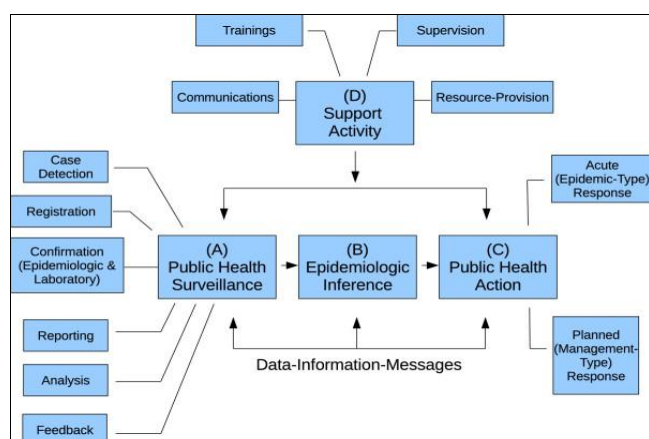 Trainings
Supervision
Communications
(D)
Support
Activity
Resource-Provision
Case
Detection
Acute
(Epidemic-Type)
Response
Registration
Confirmation
(Epidemiologic &
Laboratory)
(A)
Public Health
Surveillance
(B)
Epidemiologic
Inference
(C)
Public Health
Action
Reporting
Data-Information-Messages
Planned
(Management-
Type)
Response
Analysis
Feedback